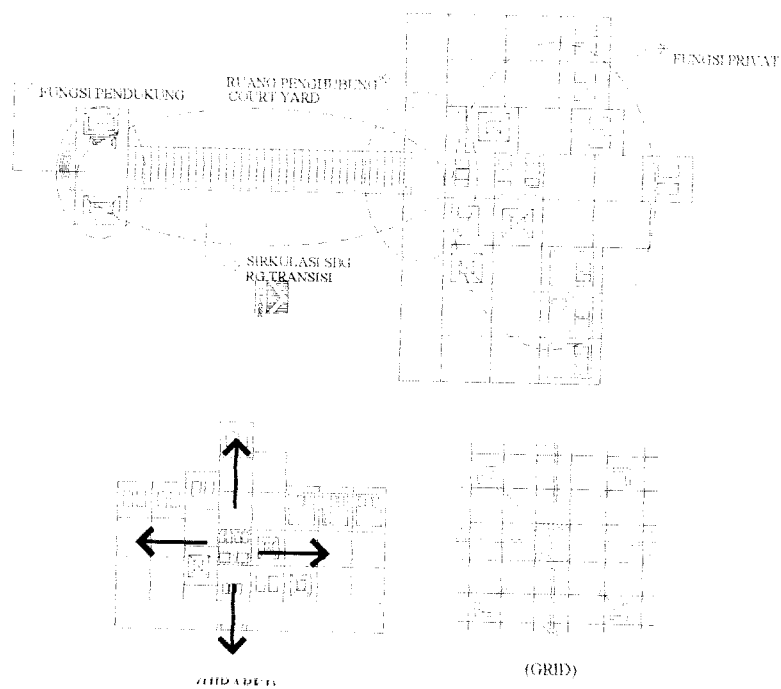 FUNGSI PRIVAT
RUANG PENGHUBUNG
COURT YARD
FUNGSI PENDUKUNG
SIRKULASI SBG
RG.TRANSISI
(GRID)